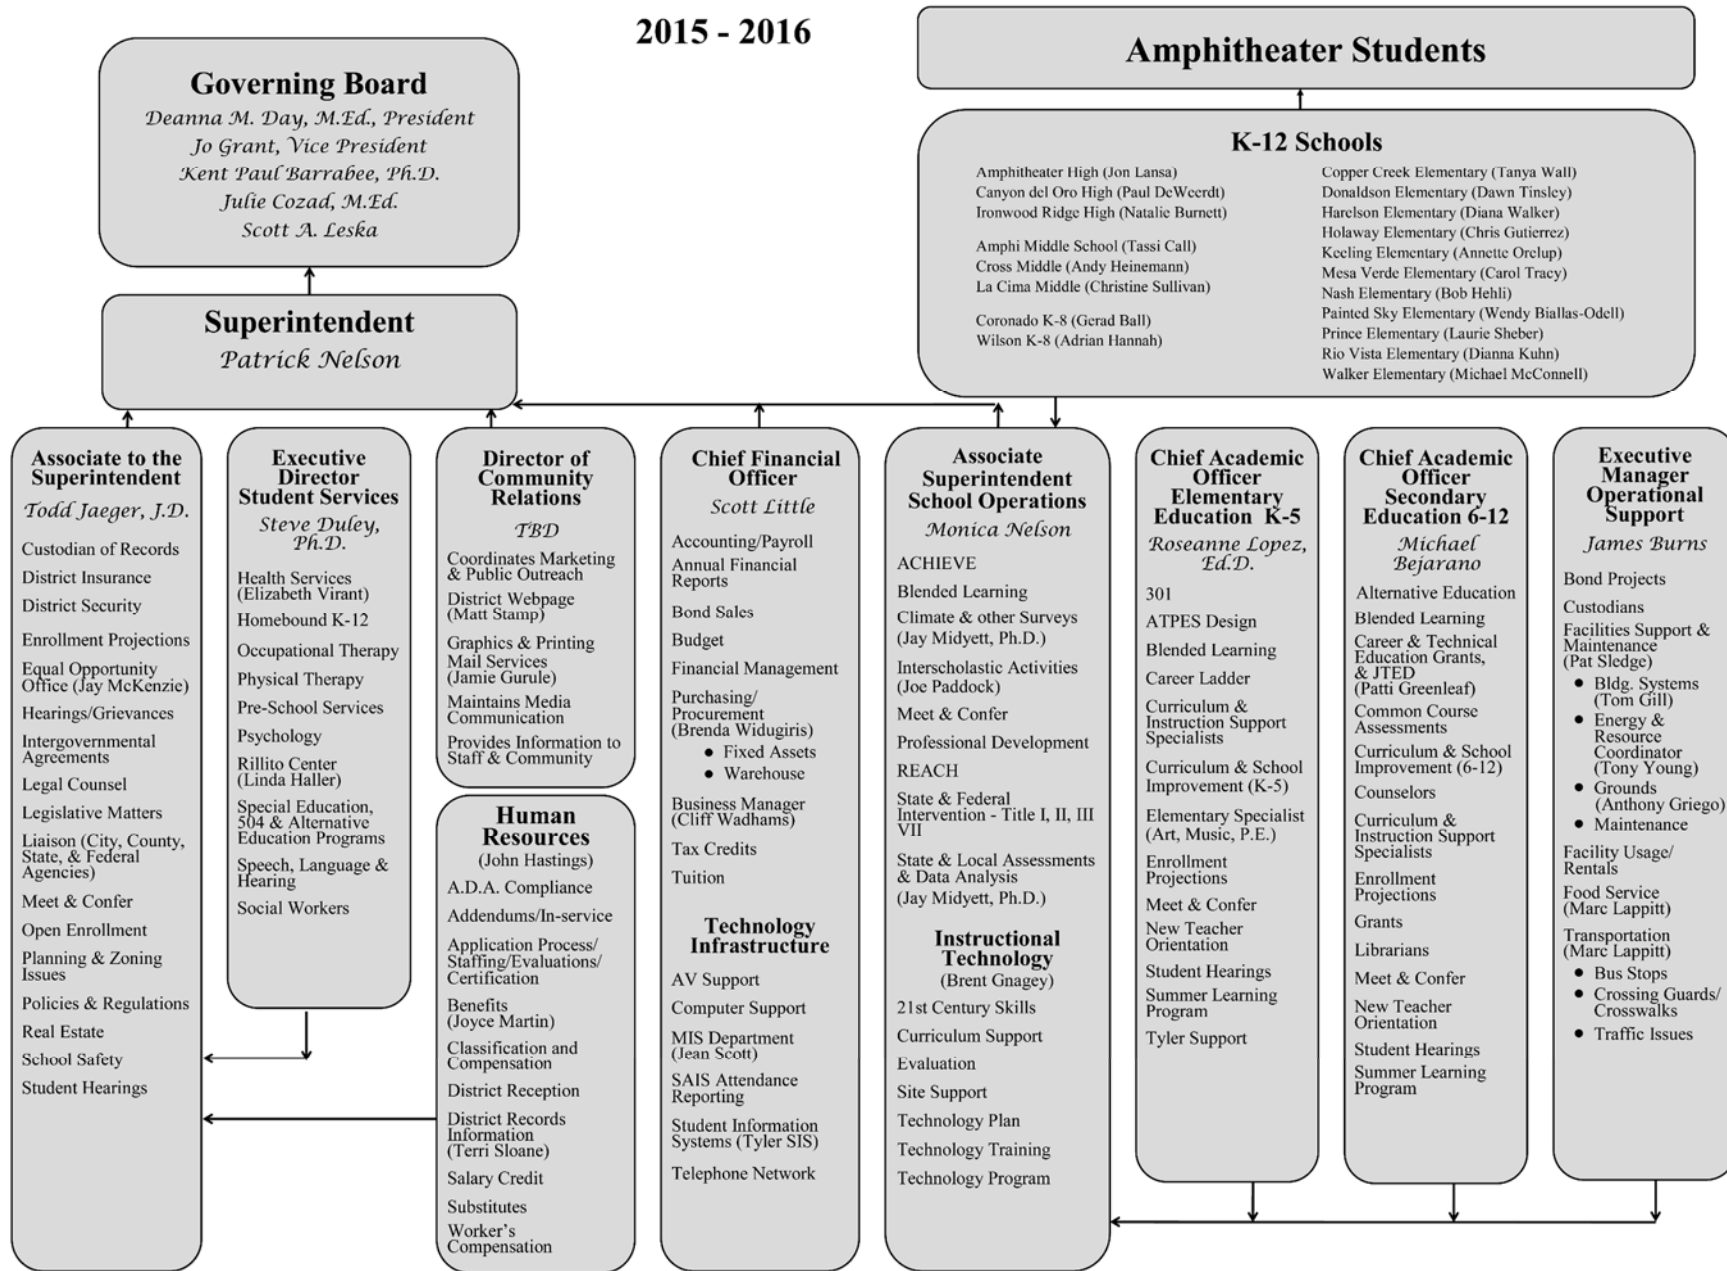 2015 - 2016
Governing Board
Deanna M. Day, M.Ed., President
Jo Grant, Vice President
Kent Paul Barrabee, Ph.D.
Julie Cozad, M.Ed.
Scott A. Leska
Superintendent
Patrick Nelson
Amphitheater Students
K-12 Schools
Amphitheater High (Jon Lansa)
Canyon del Oro High (Paul DeWeerdt)
Ironwood Ridge High (Natalie Burnett)
Amphi Middle School (Tassi Call)
Cross Middle (Andy Heinemann)
La Cima Middle (Christine Sullivan)
Coronado K-8 (Gerad Ball)
Wilson K-8 (Adrian Hannah)
Copper Creek Elementary (Tanya Wall)
Donaldson Elementary (Dawn Tinsley)
Harelson Elementary (Diana Walker)
Holaway Elementary (Chris Gutierrez)
Keeling Elementary (Annette Orelup)
Mesa Verde Elementary (Carol Tracy)
Nash Elementary (Bob Hehli)
Painted Sky Elementary (Wendy Biallas-Odell)
Prince Elementary (Laurie Sheber)
Rio Vista Elementary (Dianna Kuhn)
Walker Elementary (Michael McConnell)
Associate to the
Superintendent
Todd Jaeger, J.D.
Custodian of Records
District Insurance
District Security
Enrollment Projections
Equal Opportunity
Office (Jay McKenzie)
Hearings/Grievances
Intergovernmental
Agreements
Legal Counsel
Legislative Matters
Liaison (City, County,
State, & Federal
Agencies)
Meet & Confer
Open Enrollment
Planning & Zoning
Issues
Policies & Regulations
Real Estate
School Safety
Student Hearings
Executive
Director
Student Services
Steve Duley,
Ph.D.
Health Services
(Elizabeth Virant)
Homebound K-12
Occupational Therapy
Physical Therapy
Pre-School Services
Psychology
Rillito Center
(Linda Haller)
Special Education,
504 & Alternative
Education Programs
Speech, Language &
Hearing
Social Workers
Director of
Community
Relations
TBD
Coordinates Marketing
& Public Outreach
District Webpage
(Matt Stamp)
Graphics & Printing
Mail Services
(Jamie Gurule)
Maintains Media
Communication
Provides Information to
Staff & Community
Human
Resources
(John Hastings)
A.D.A. Compliance
Addendums/In-service
Application Process/
Staffing/Evaluations/
Certification
Benefits
(Joyce Martin)
Classification and
Compensation
District Reception
District Records
Information
(Terri Sloane)
Salary Credit
Substitutes
Worker's
Compensation
Chief Financial
Officer
Scott Little
Accounting/Payroll
Annual Financial
Reports
Bond Sales
Budget
Financial Management
Purchasing/
Procurement
(Brenda Widugiris)
• Fixed Assets
• Warehouse
Business Manager
(Cliff Wadhams)
Tax Credits
Tuition
Technology
Infrastructure
AV Support
Computer Support
MIS Department
(Jean Scott)
SAIS Attendance
Reporting
Student Information
Systems (Tyler SIS)
Telephone Network
Associate
Superintendent
School Operations
Monica Nelson
ACHIEVE
Blended Learning
Climate & other Surveys
(Jay Midyett, Ph.D.)
Interscholastic Activities
(Joe Paddock)
Meet & Confer
Professional Development
REACH
State & Federal
Intervention - Title I, II, III
VII
State & Local Assessments
& Data Analysis
(Jay Midyett, Ph.D.)
Instructional
Technology
(Brent Gnagey)
21st Century Skills
Curriculum Support
Evaluation
Site Support
Technology Plan
Technology Training
Technology Program
Chief Academic
Officer
Elementary
Education K-5
Roseanne Lopez,
Ed.D.
301
ATPES Design
Blended Learning
Career Ladder
Curriculum &
Instruction Support
Specialists
Curriculum & School
Improvement (K-5)
Elementary Specialist
(Art, Music, P.E.)
Enrollment
Projections
Meet & Confer
New Teacher
Orientation
Student Hearings
Summer Learning
Program
Tyler Support
Chief Academic
Officer
Secondary
Education 6-12
Michael
Bejarano
Alternative Education
Blended Learning
Career & Technical
Education Grants,
& JTED
(Patti Greenleaf)
Common Course
Assessments
Curriculum & School
Improvement (6-12)
Counselors
Curriculum &
Instruction Support
Specialists
Enrollment
Projections
Grants
Librarians
Meet & Confer
New Teacher
Orientation
Student Hearings
Summer Learning
Program
Executive
Manager
Operational
Support
James Burns
Bond Projects
Custodians
Facilities Support &
Maintenance
(Pat Sledge)
• Bldg. Systems
(Tom Gill)
• Energy &
Resource
Coordinator
(Tony Young)
• Grounds
(Anthony Griego)
• Maintenance
Facility Usage/
Rentals
Food Service
(Marc Lappitt)
Transportation
(Marc Lappitt)
• Bus Stops
• Crossing Guards/
Crosswalks
• Traffic Issues